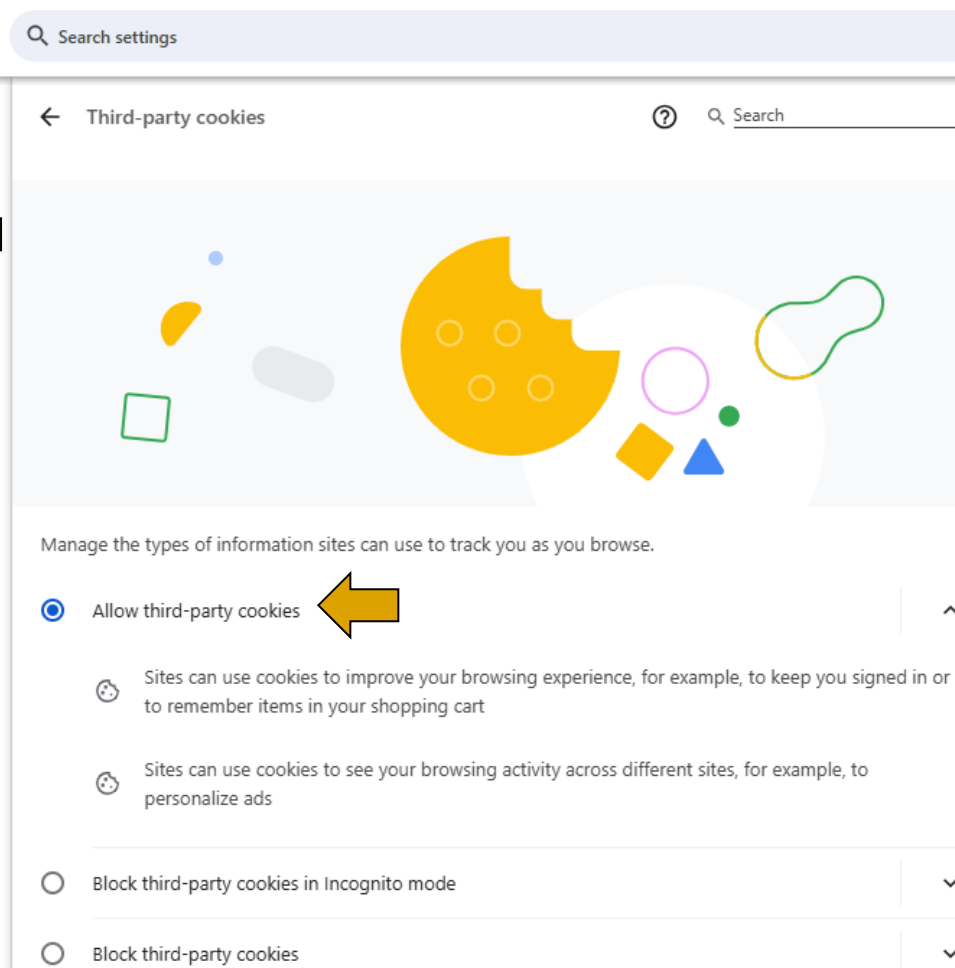 Search settings
Third-party cookies
Search
Manage the types of information sites can use to track you as you browse.
Allow third-party cookies
Sites can use cookies to improve your browsing experience, for example, to keep you signed in or
to remember items in your shopping cart
Sites can use cookies to see your browsing activity across different sites, for example, to
personalize ads
Block third-party cookies in Incognito mode
Block third-party cookies